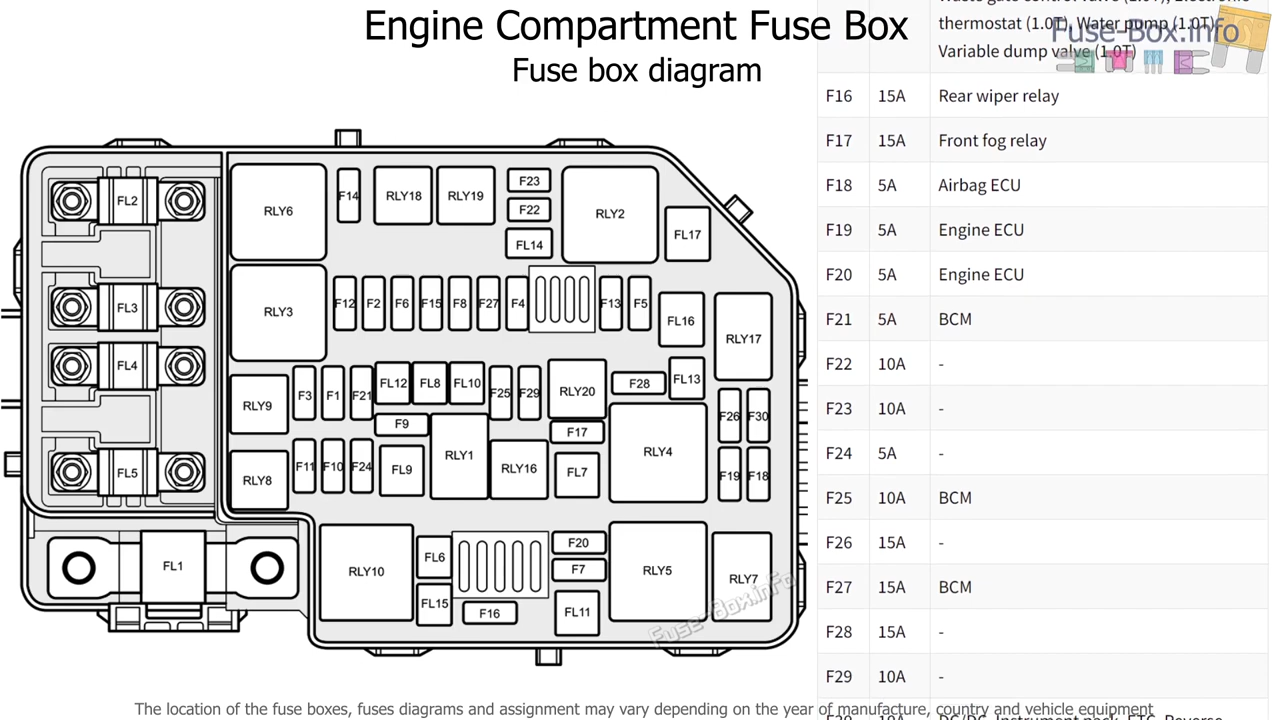 Engine Compartment Fuse Box
Fuse box diagram
thermostat (1.0T), Water pump (1.0T),
Variable dump valve (1.0T)
Fuse-Box.info
F16 15A Rear wiper relay
F17 15A Front fog relay
F18 5A Airbag ECU
F19 5A Engine ECU
F20 5A Engine ECU
F21 5A BCM
F22 10A -
F23 10A -
F24 5A -
F25 10A BCM
F26 15A -
F27 15A BCM
F28 15A -
F29 10A -
FL2
RLY6
F14
RLY18
RLY19
F23
F22
FL14
RLY2
FL17
FL3
RLY3
F12
F2
F6
F15
F8
F27
F4
F13
F5
FL16
RLY17
FL4
RLY9
F3
F1
F21
FL12
FL8
FL10
F25
F29
RLY20
F28
FL13
F26
F30
F9
F17
FL5
RLY8
F11
F10
F24
FL9
RLY1
RLY16
FL7
RLY4
F19
F18
FL1
RLY10
FL6
F20
F7
RLY5
RLY7
FL15
F16
FL11
Fuse-Box.inFo
The location of the fuse boxes, fuses diagrams and assignment may vary depending on the year of manufacture, country and vehicle equipment